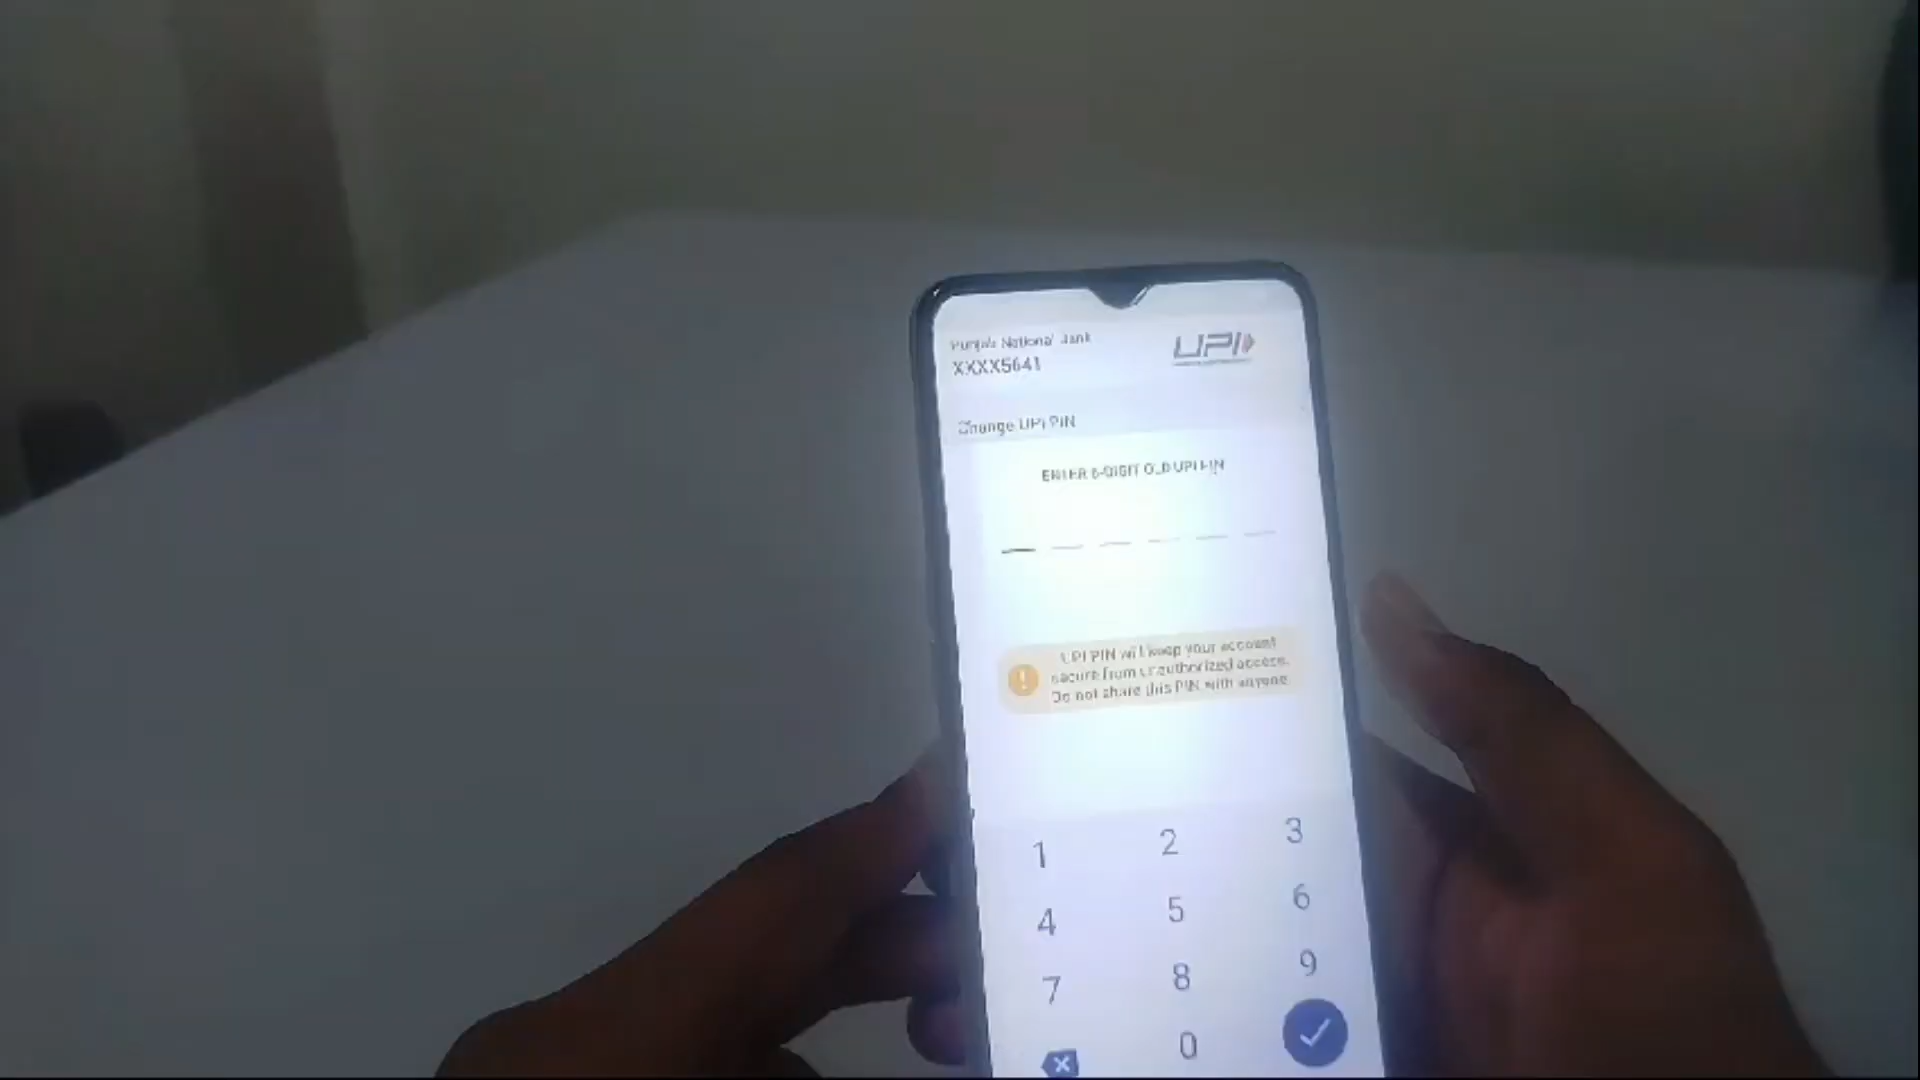 Punjab National Bank
XXXX5641
UPI
Change UPI PIN
ENTER 6-DIGIT OLD UPI PIN
UPI PIN will keep your account
secure from unauthorized access.
Do not share this PIN with anyone.
1 2 3
4 5 6
7 8 9
0